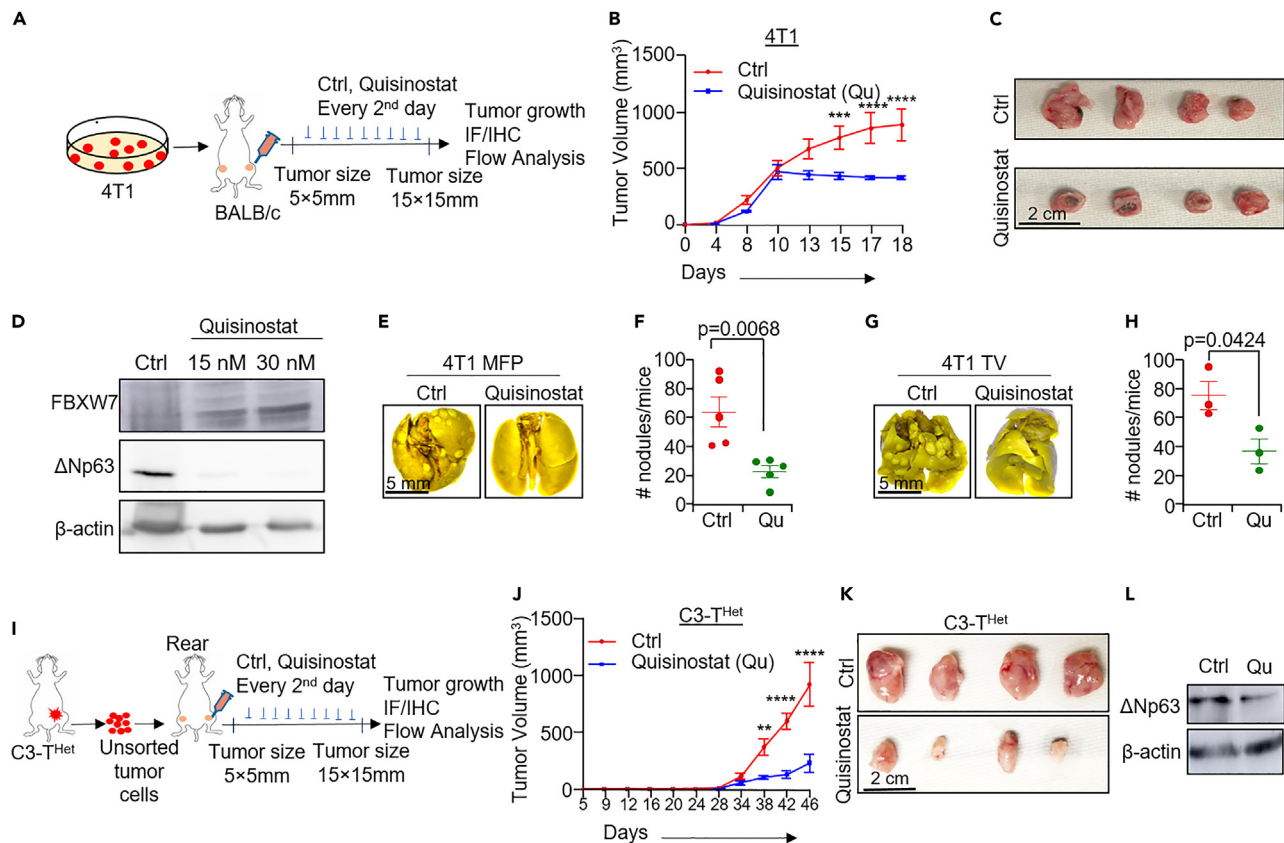 A
4T1
BALB/c
Ctrl, Quisinostat
Every 2nd day
Tumor size
5×5mm
Tumor size
15×15mm
Tumor growth
IF/IHC
Flow Analysis
B
4T1
Tumor Volume (mm3)
1500
1000
500
0
Ctrl
Quisinostat (Qu)
*** **** ****
0 4 8 10 13 15 17 18
Days
C
Ctrl
Quisinostat
2 cm
D
Quisinostat
Ctrl 15 nM 30 nM
FBXW7
ΔNp63
β-actin
E
4T1 MFP
Ctrl Quisinostat
5 mm
F
p=0.0068
# nodules/mice
100
80
60
40
20
0
Ctrl Qu
G
4T1 TV
Ctrl Quisinostat
5 mm
H
p=0.0424
# nodules/mice
100
80
60
40
20
0
Ctrl Qu
I
C3-THet
Unsorted
tumor
cells
Rear
Ctrl, Quisinostat
Every 2nd day
Tumor size
5×5mm
Tumor size
15×15mm
Tumor growth
IF/IHC
Flow Analysis
J
C3-THet
Tumor Volume (mm3)
1500
1000
500
0
Ctrl
Quisinostat (Qu)
** **** ****
5 9 12 16 20 24 28 34 38 42 46
Days
K
C3-THet
Ctrl
Quisinostat
2 cm
L
Ctrl Qu
ΔNp63
β-actin